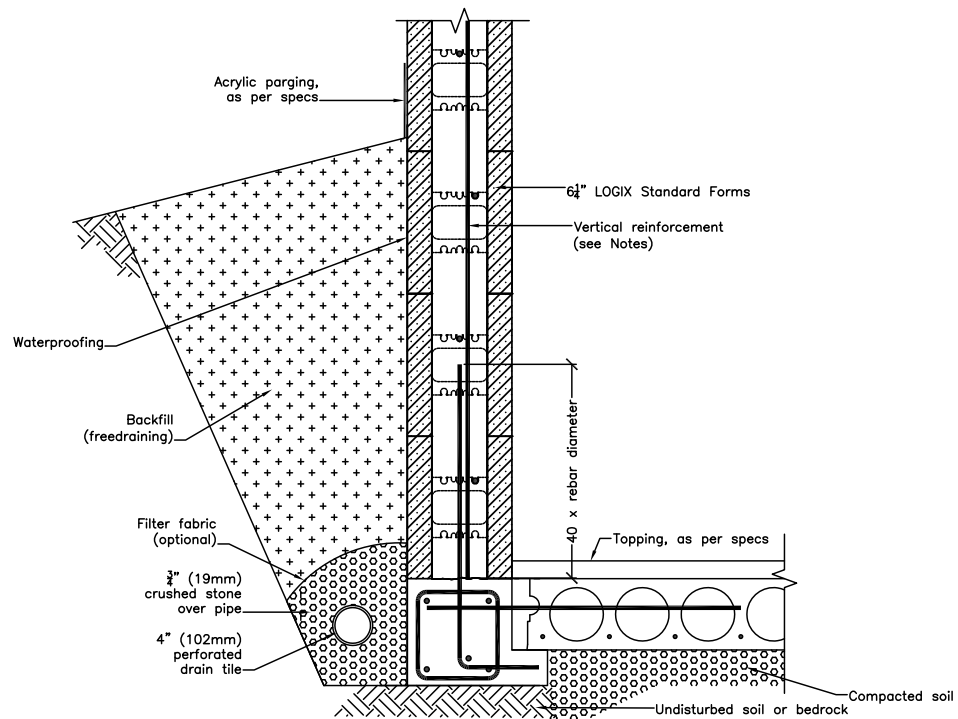 Acrylic parging,
as per specs
6 1/4" LOGIX Standard Forms
Vertical reinforcement
(see Notes)
Waterproofing
Backfill
(freedraining)
40 x rebar diameter
Filter fabric
(optional)
Topping, as per specs
3/4" (19mm)
crushed stone
over pipe
4" (102mm)
perforated
drain tile
Compacted soil
Undisturbed soil or bedrock